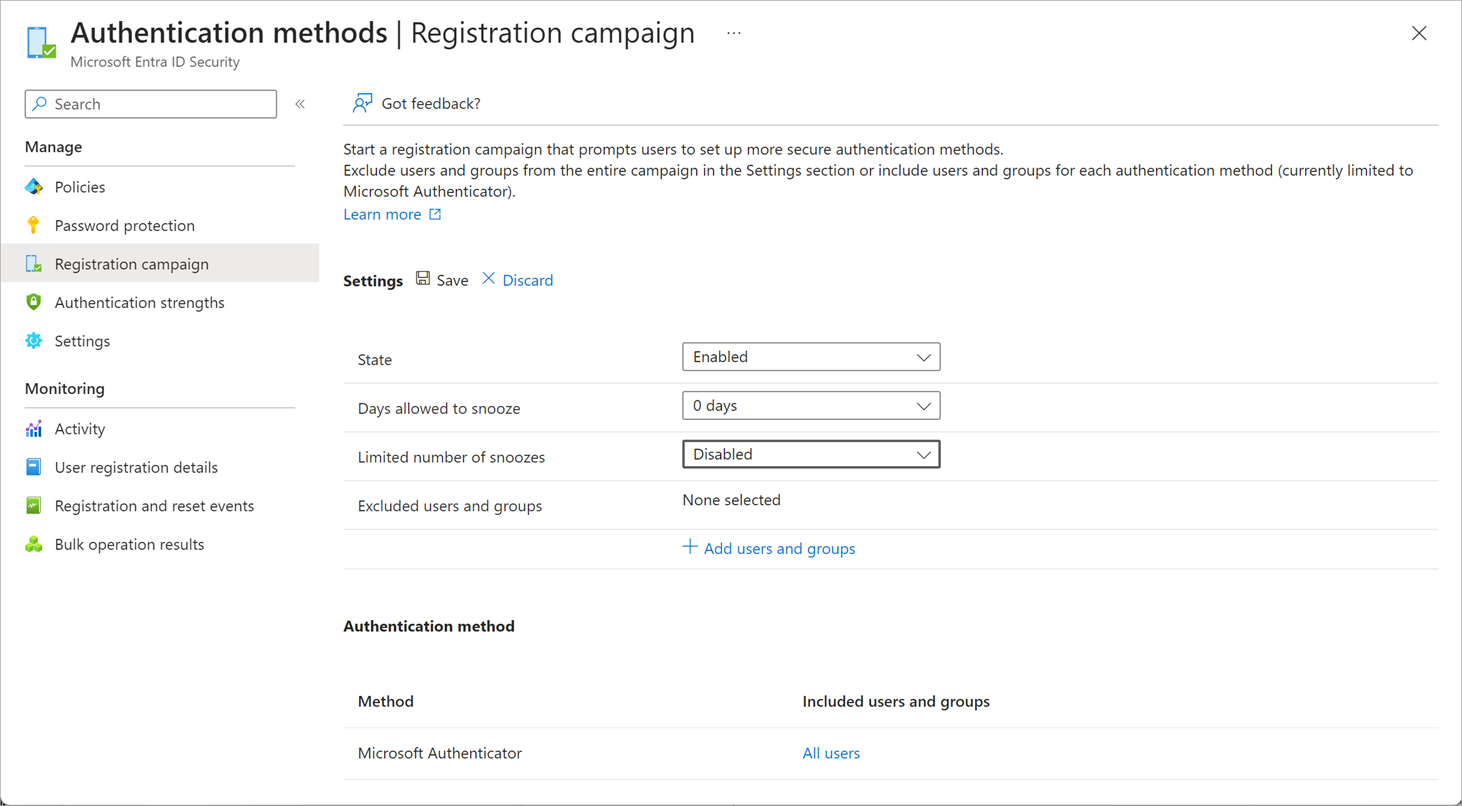 Authentication methods | Registration campaign ...
Microsoft Entra ID Security
Search
Got feedback?
Manage
Policies
Password protection
Registration campaign
Authentication strengths
Settings
Monitoring
Activity
User registration details
Registration and reset events
Bulk operation results
Start a registration campaign that prompts users to set up more secure authentication methods.
Exclude users and groups from the entire campaign in the Settings section or include users and groups for each authentication method (currently limited to
Microsoft Authenticator).
Learn more
Settings Save Discard
State Enabled
Days allowed to snooze 0 days
Limited number of snoozes Disabled
Excluded users and groups None selected
Add users and groups
Authentication method
Method Included users and groups
Microsoft Authenticator All users